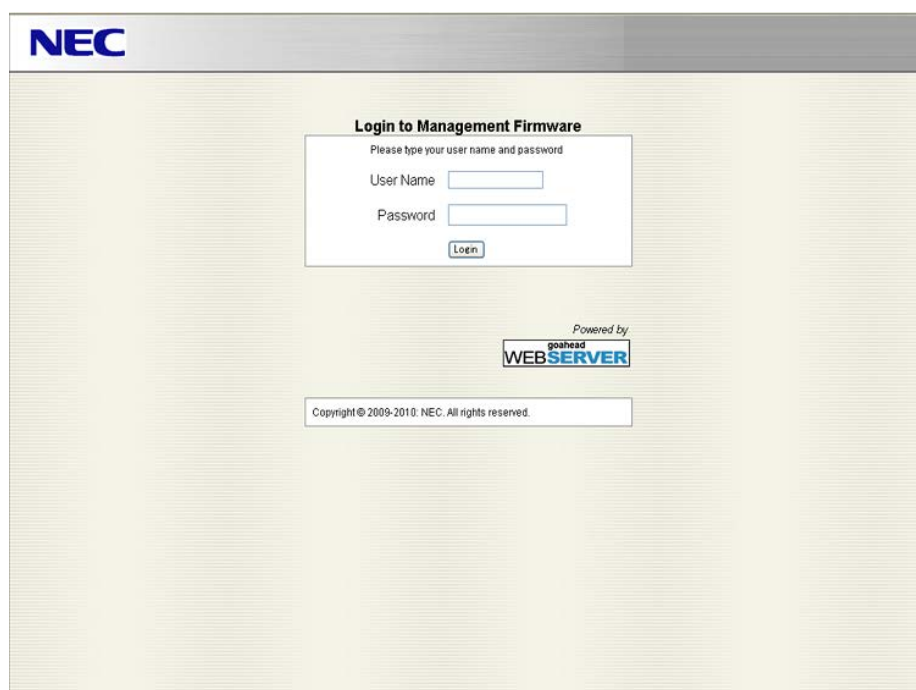 NEC
Login to Management Firmware
Please type your user name and password
User Name
Password
Login
Powered by
goahead
WEBSERVER
Copyright © 2009-2010: NEC. All rights reserved.